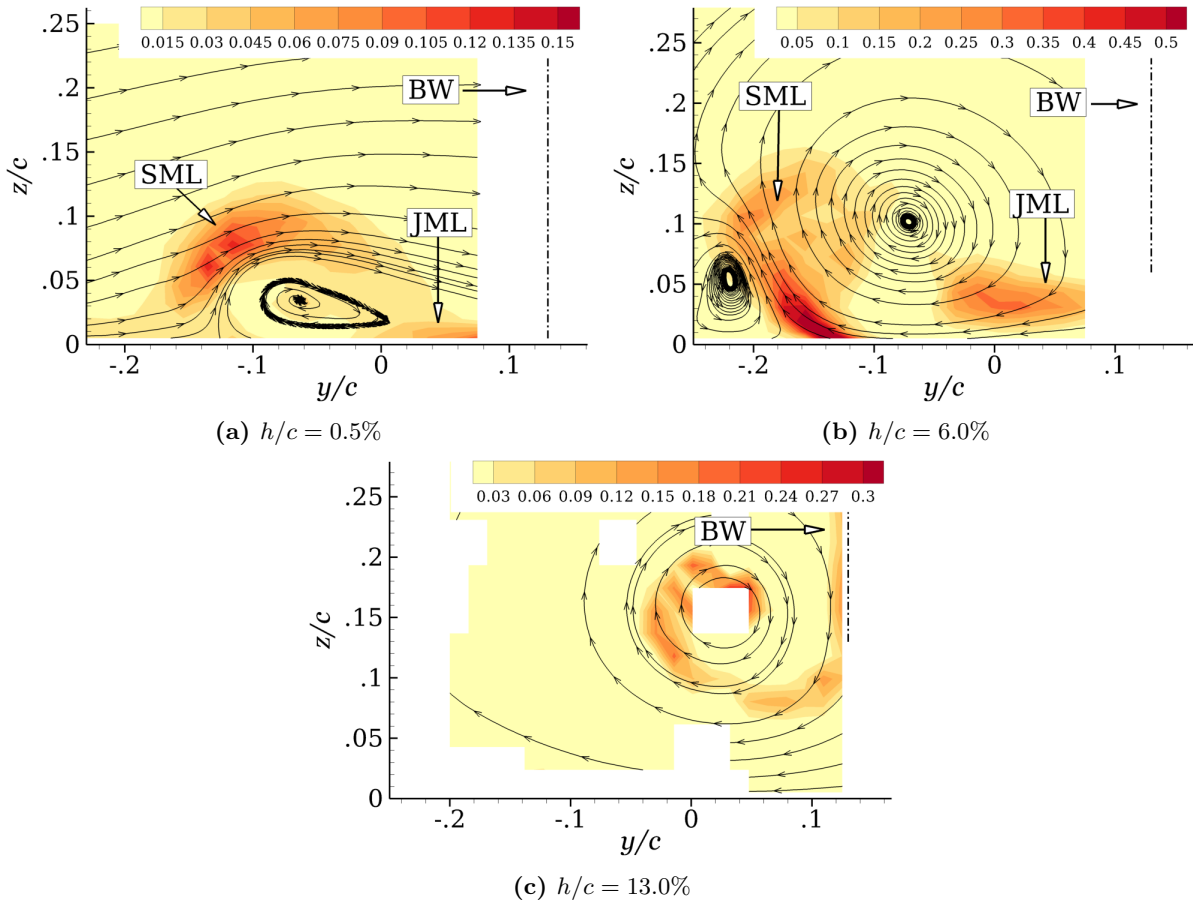 0.015 0.03 0.045 0.06 0.075 0.09 0.105 0.12 0.135 0.15
.25
.2
.15
.1
.05
0
z/c
BW
SML
JML
-.2 -.1 0 .1
y/c
(a) h/c = 0.5%
0.05 0.1 0.15 0.2 0.25 0.3 0.35 0.4 0.45 0.5
.25
.2
.15
.1
.05
0
z/c
SML
BW
JML
-.2 -.1 0 .1
y/c
(b) h/c = 6.0%
0.03 0.06 0.09 0.12 0.15 0.18 0.21 0.24 0.27 0.3
.25
.2
.15
.1
.05
0
z/c
BW
-.2 -.1 0 .1
y/c
(c) h/c = 13.0%